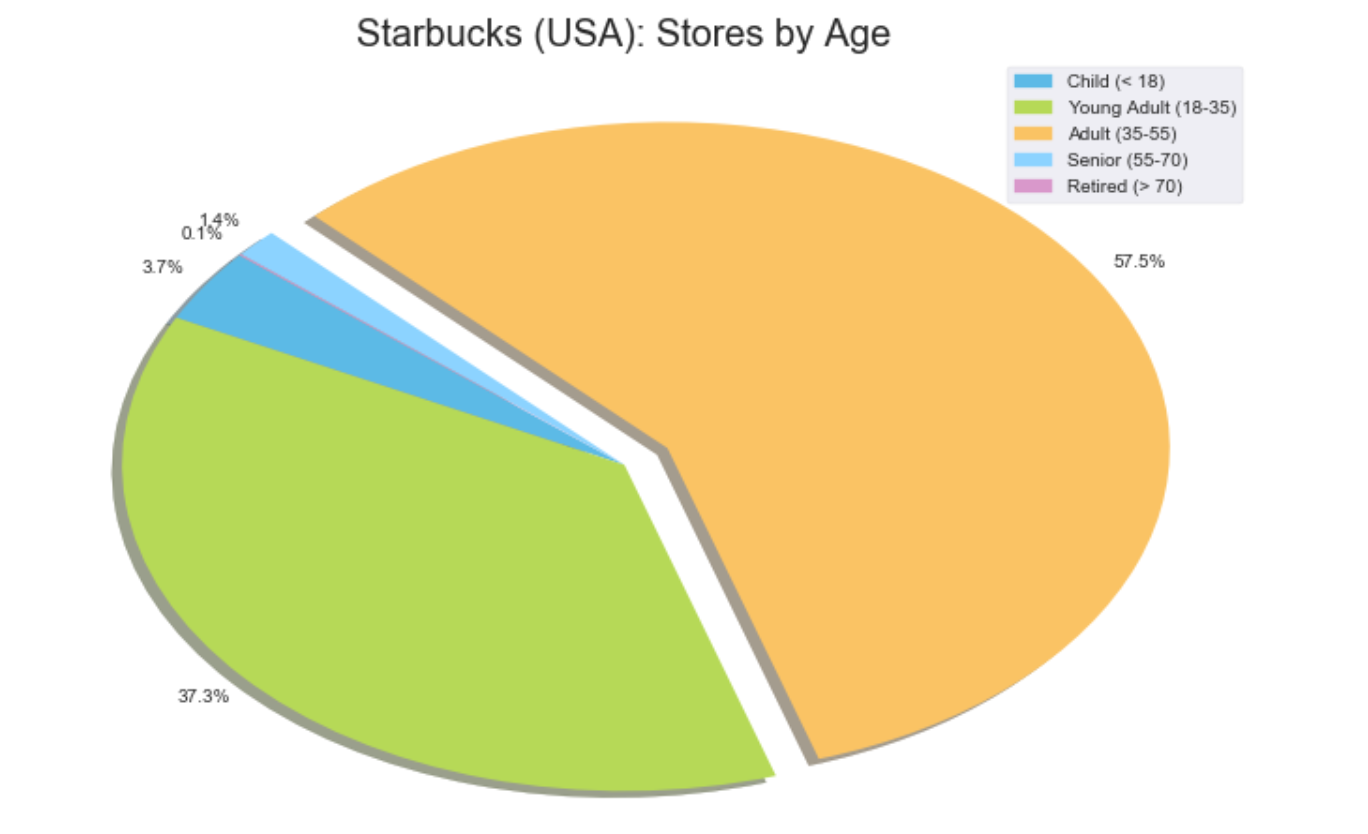 Starbucks (USA): Stores by Age
Child (< 18)
Young Adult (18-35)
Adult (35-55)
Senior (55-70)
Retired (> 70)
1.4%
0.1%
3.7%
57.5%
37.3%